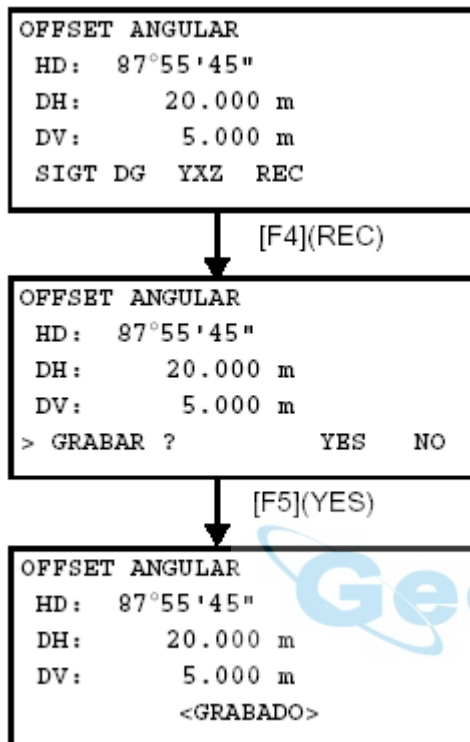 OFFSET ANGULAR
HD: 87°55'45"
DH: 20.000 m
DV: 5.000 m
SIGT DG YXZ REC
[F4](REC)
OFFSET ANGULAR
HD: 87°55'45"
DH: 20.000 m
DV: 5.000 m
> GRABAR ? YES NO
[F5](YES)
OFFSET ANGULAR
HD: 87°55'45"
DH: 20.000 m
DV: 5.000 m
<GRABADO>